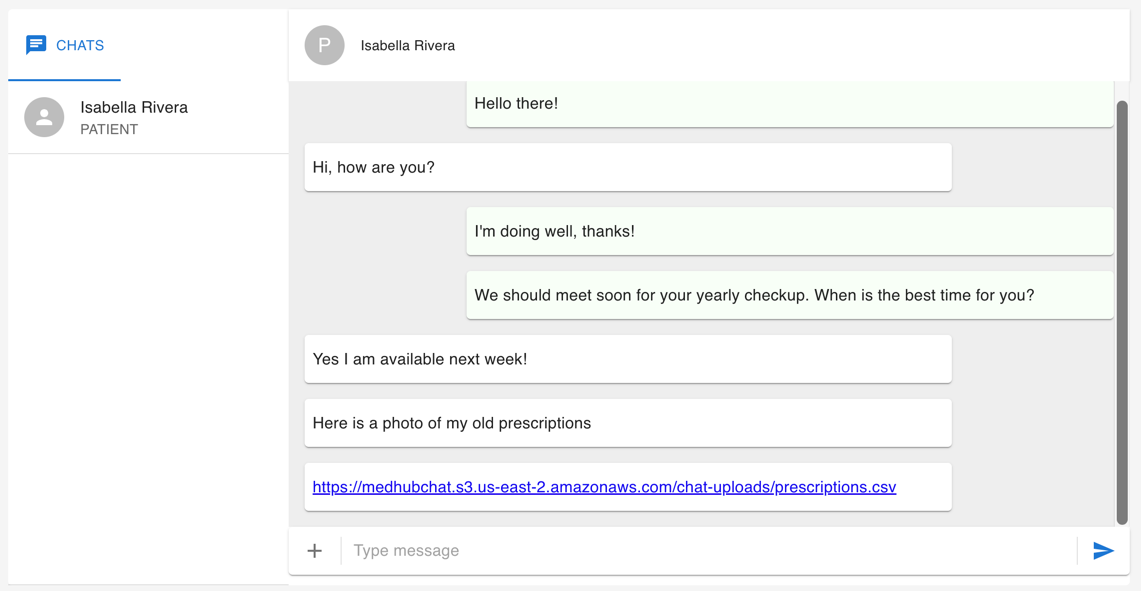 CHATS
Isabella Rivera
PATIENT
P
Isabella Rivera
Hello there!
Hi, how are you?
I'm doing well, thanks!
We should meet soon for your yearly checkup. When is the best time for you?
Yes I am available next week!
Here is a photo of my old prescriptions
https://medhubchat.s3.us-east-2.amazonaws.com/chat-uploads/prescriptions.csv
Type message